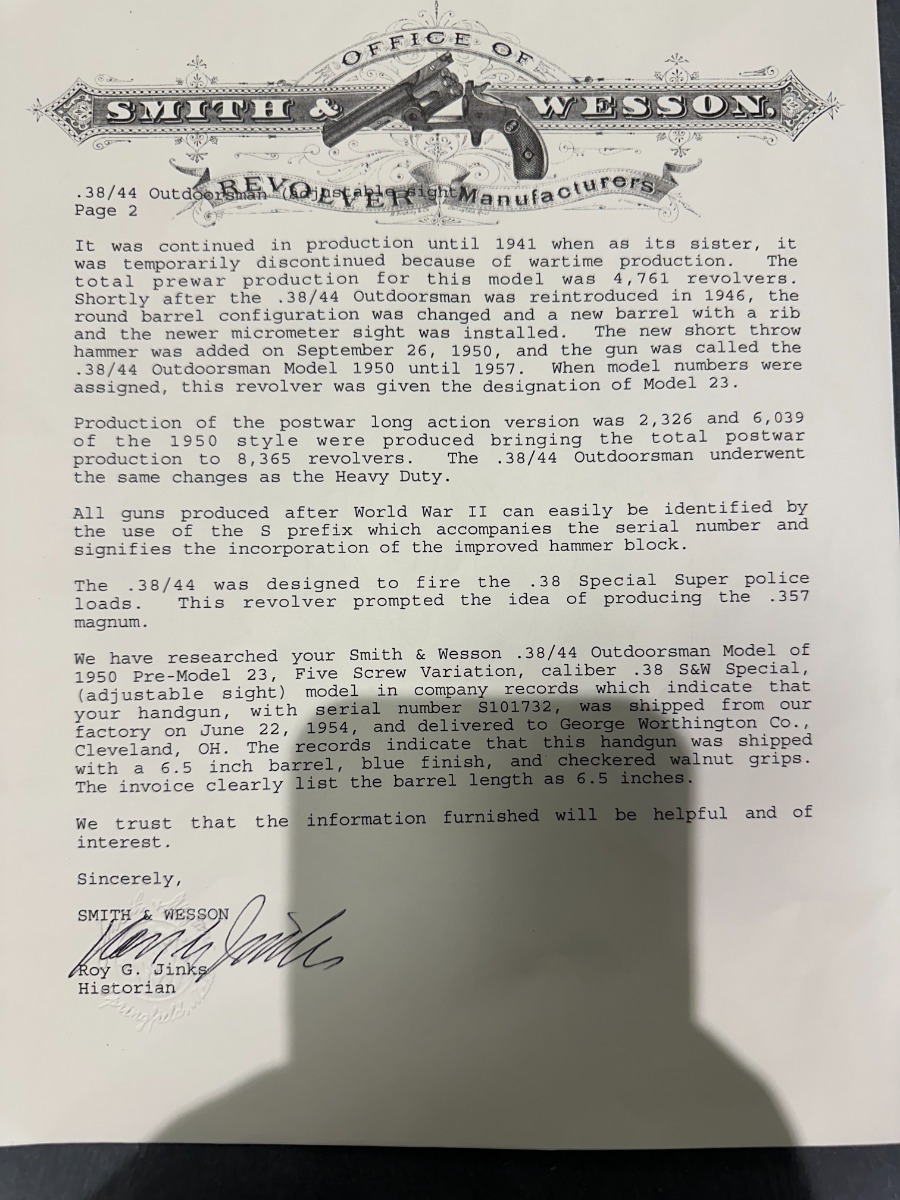 OFFICE OF
SMITH & WESSON.
REVOLVER Manufacturers
.38/44 Outdoorsman (adjustable sight
Page 2
It was continued in production until 1941 when as its sister, it
was temporarily discontinued because of wartime production. The
total prewar production for this model was 4,761 revolvers.
Shortly after the .38/44 Outdoorsman was reintroduced in 1946, the
round barrel configuration was changed and a new barrel with a rib
and the newer micrometer sight was installed. The new short throw
hammer was added on September 26, 1950, and the gun was called the
.38/44 Outdoorsman Model 1950 until 1957. When model numbers were
assigned, this revolver was given the designation of Model 23.
Production of the postwar long action version was 2,326 and 6,039
of the 1950 style were produced bringing the total postwar
production to 8,365 revolvers. The .38/44 Outdoorsman underwent
the same changes as the Heavy Duty.
All guns produced after World War II can easily be identified by
the use of the S prefix which accompanies the serial number and
signifies the incorporation of the improved hammer block.
The .38/44 was designed to fire the .38 Special Super police
loads. This revolver prompted the idea of producing the .357
magnum.
We have researched your Smith & Wesson .38/44 Outdoorsman Model of
1950 Pre-Model 23, Five Screw Variation, caliber .38 S&W Special,
(adjustable sight) model in company records which indicate that
your handgun, with serial number S101732, was shipped from our
factory on June 22, 1954, and delivered to George Worthington Co.,
Cleveland, OH. The records indicate that this handgun was shipped
with a 6.5 inch barrel, blue finish, and checkered walnut grips.
The invoice clearly list the barrel length as 6.5 inches.
We trust that the information furnished will be helpful and of
interest.
Sincerely,
SMITH & WESSON
Roy G. Jinks
Historian